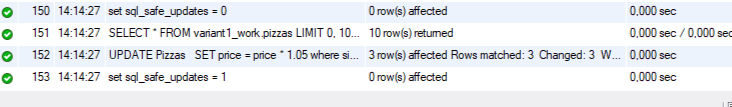 150 14:14:27 set sql_safe_updates = 0 0 row(s) affected 0,000 sec
151 14:14:27 SELECT * FROM variant1_work.pizzas LIMIT 0, 10... 10 row(s) returned 0,000 sec / 0,000 sec
152 14:14:27 UPDATE Pizzas SET price = price * 1.05 where si... 3 row(s) affected Rows matched: 3 Changed: 3 W... 0,000 sec
153 14:14:27 set sql_safe_updates = 1 0 row(s) affected 0,000 sec